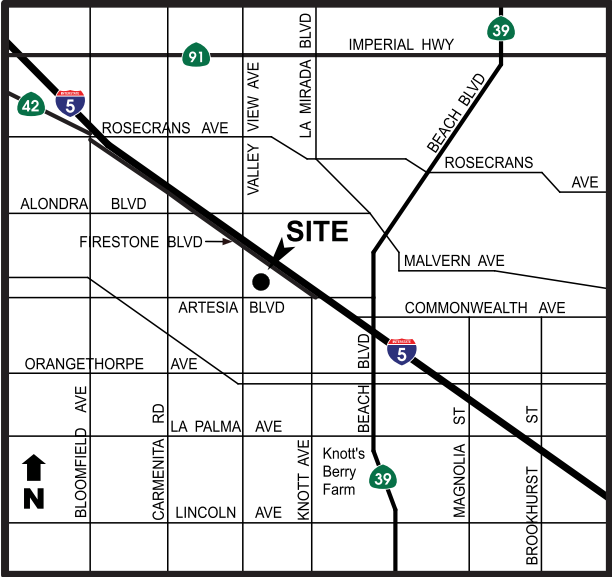 39
IMPERIAL HWY
91
LA MIRADA BLVD
VALLEY VIEW AVE
BEACH BLVD
42
INTERSTATE
5
ROSECRANS AVE
ROSECRANS
AVE
ALONDRA BLVD
SITE
FIRESTONE BLVD
MALVERN AVE
ARTESIA BLVD
COMMONWEALTH AVE
INTERSTATE
5
ORANGETHORPE AVE
BEACH BLVD
BLOOMFIELD AVE
CARMENITA RD
LA PALMA AVE
KNOTT AVE
Knott's
Berry
Farm
39
MAGNOLIA ST
BROOKHURST ST
N
LINCOLN AVE